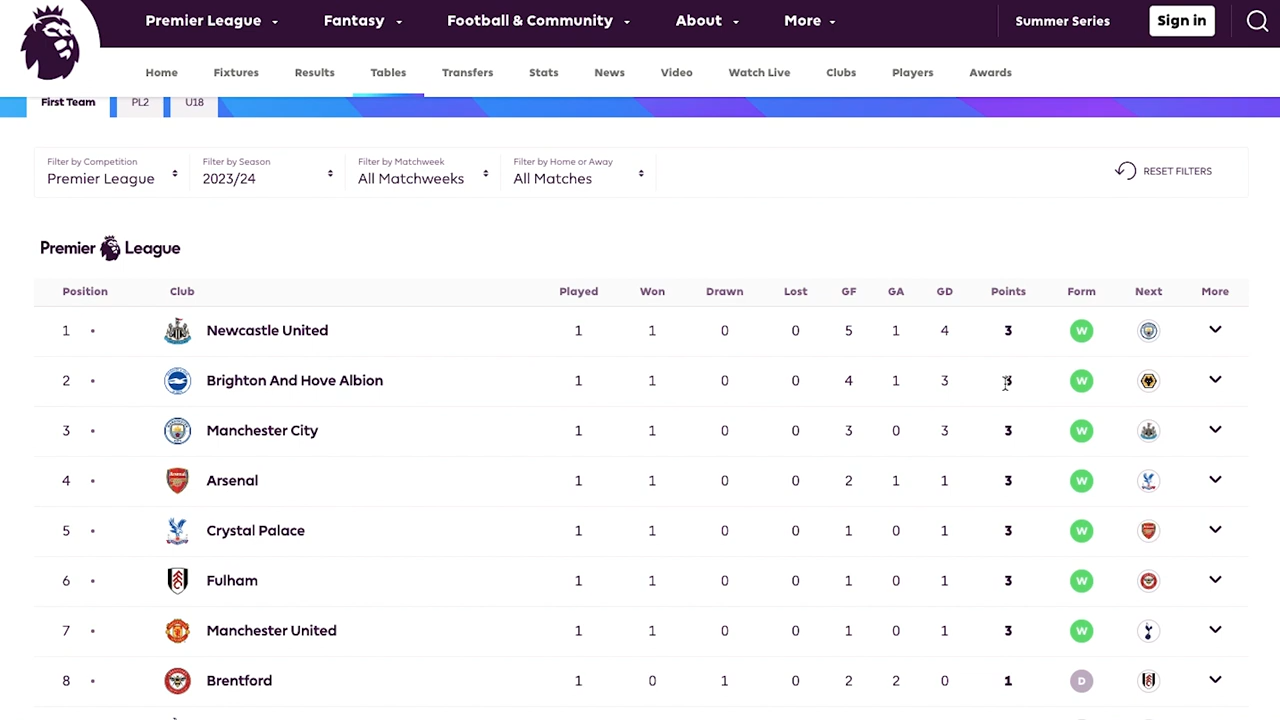 Premier League Fantasy Football & Community About More Summer Series Sign in
Home Fixtures Results Tables Transfers Stats News Video Watch Live Clubs Players Awards
First Team PL2 U18
Filter by Competition Filter by Season Filter by Matchweek Filter by Home or Away
Premier League 2023/24 All Matchweeks All Matches RESET FILTERS
Premier League
Position Club Played Won Drawn Lost GF GA GD Points Form Next More
1 Newcastle United 1 1 0 0 5 1 4 3 W
2 Brighton And Hove Albion 1 1 0 0 4 1 3 3 W
3 Manchester City 1 1 0 0 3 0 3 3 W
4 Arsenal 1 1 0 0 2 1 1 3 W
5 Crystal Palace 1 1 0 0 1 0 1 3 W
6 Fulham 1 1 0 0 1 0 1 3 W
7 Manchester United 1 1 0 0 1 0 1 3 W
8 Brentford 1 0 1 0 2 2 0 1 D